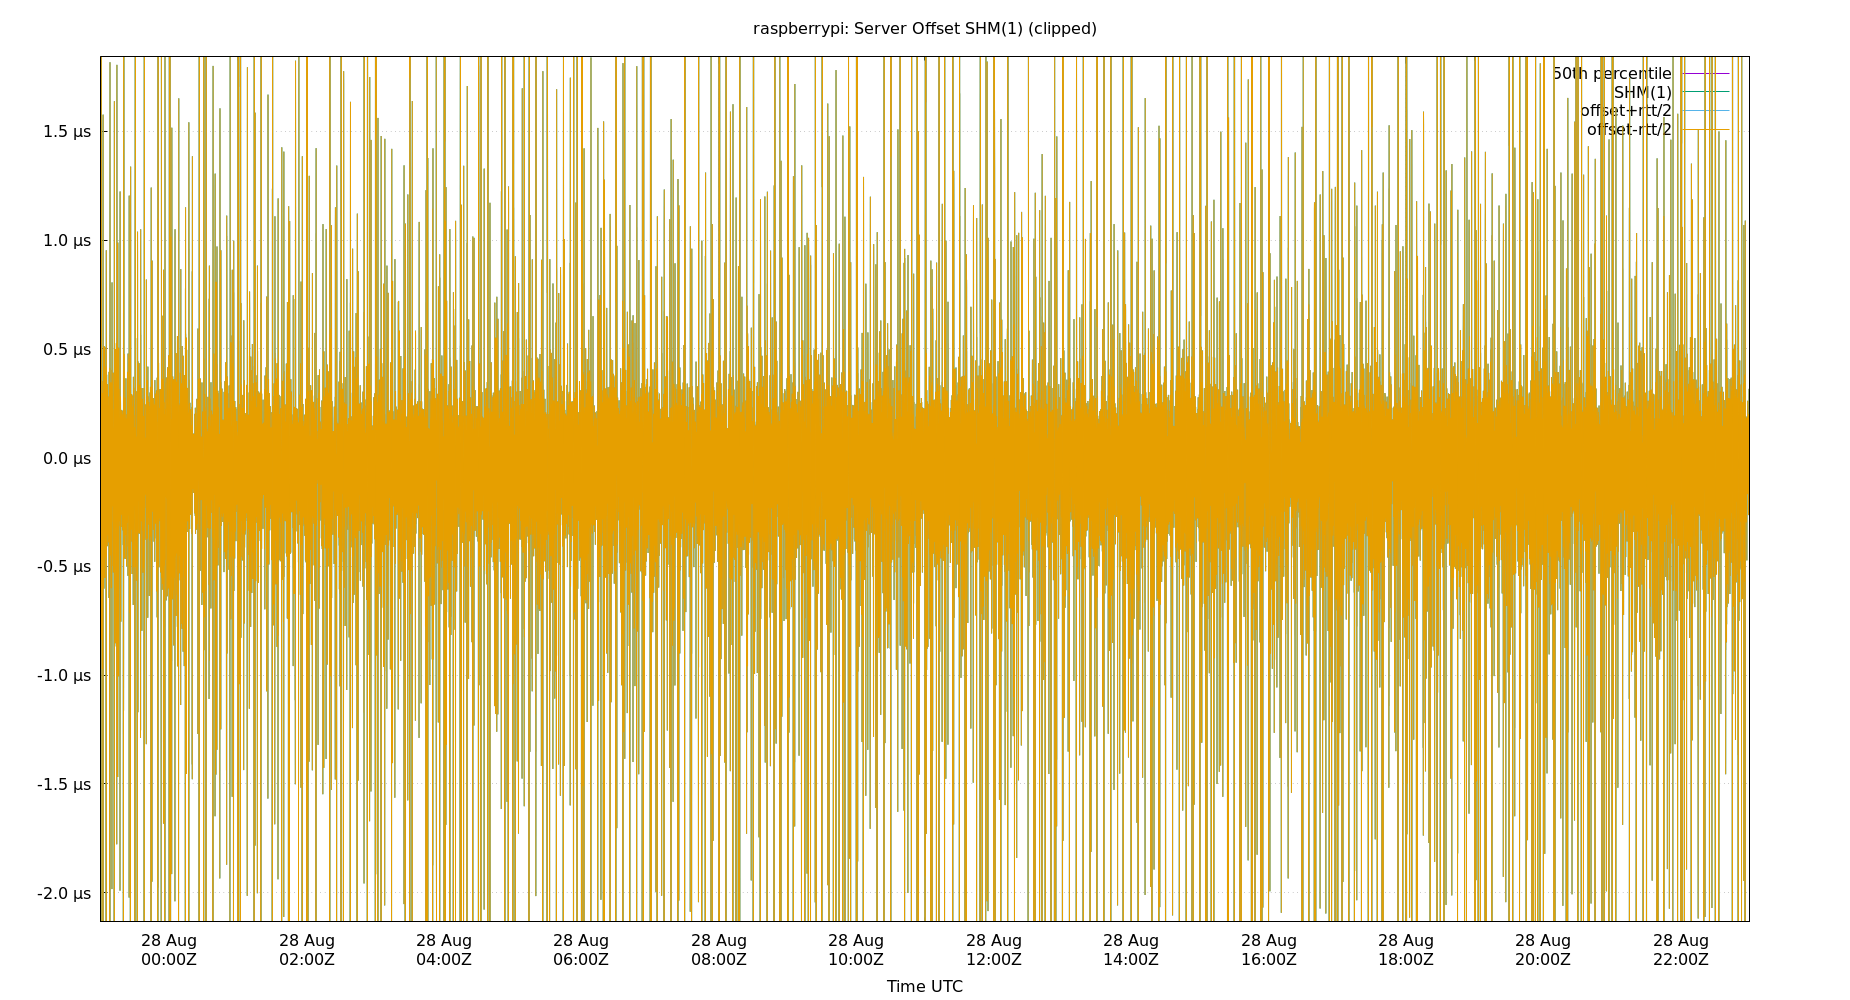 raspberrypi: Server Offset SHM(1) (clipped)
50th percentile
SHM(1)
offset+rtt/2
offset-rtt/2
1.5 µs
1.0 µs
0.5 µs
0.0 µs
-0.5 µs
-1.0 µs
-1.5 µs
-2.0 µs
28 Aug 28 Aug 28 Aug 28 Aug 28 Aug 28 Aug 28 Aug 28 Aug 28 Aug 28 Aug 28 Aug 28 Aug
00:00Z 02:00Z 04:00Z 06:00Z 08:00Z 10:00Z 12:00Z 14:00Z 16:00Z 18:00Z 20:00Z 22:00Z
Time UTC